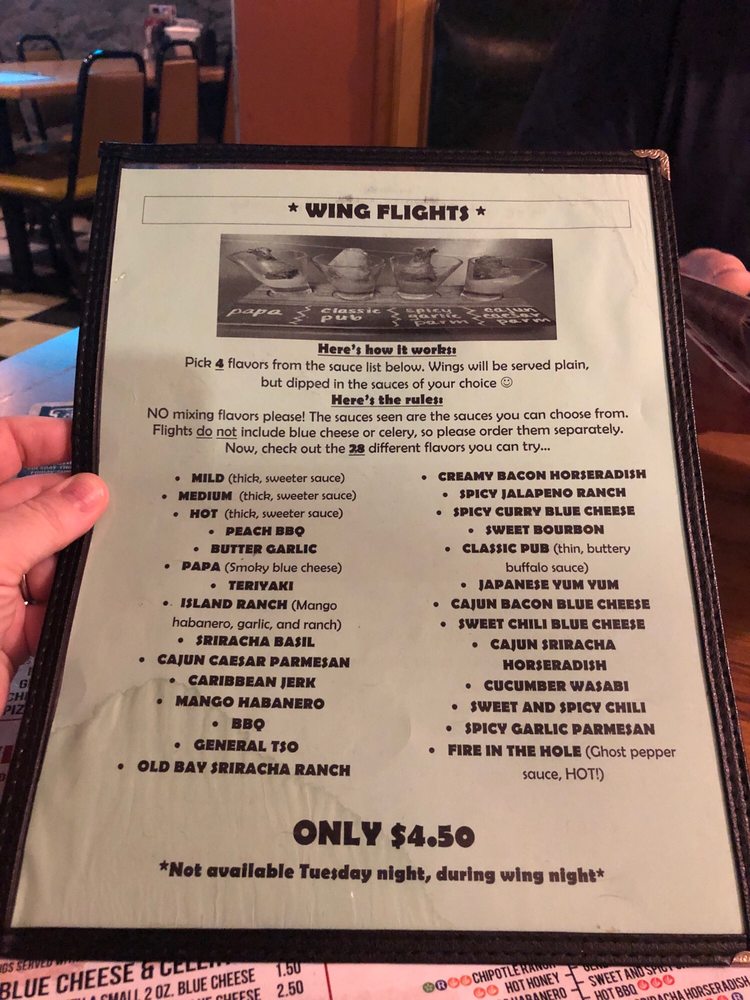 * WING FLIGHTS *
papa
classic pub
spicy garlic parm
cajun caesar parm
Here's how it works:
Pick 4 flavors from the sauce list below. Wings will be served plain,
but dipped in the sauces of your choice ☺
Here's the rules:
NO mixing flavors please! The sauces seen are the sauces you can choose from.
Flights do not include blue cheese or celery, so please order them separately.
Now, check out the 28 different flavors you can try...
• MILD (thick, sweeter sauce)
• MEDIUM (thick, sweeter sauce)
• HOT (thick, sweeter sauce)
• PEACH BBQ
• BUTTER GARLIC
• PAPA (Smoky blue cheese)
• TERIYAKI
• ISLAND RANCH (Mango
habanero, garlic, and ranch)
• SRIRACHA BASIL
• CAJUN CAESAR PARMESAN
• CARIBBEAN JERK
• MANGO HABANERO
• BBQ
• GENERAL TSO
• OLD BAY SRIRACHA RANCH
• CREAMY BACON HORSERADISH
• SPICY JALAPENO RANCH
• SPICY CURRY BLUE CHEESE
• SWEET BOURBON
• CLASSIC PUB (thin, buttery
buffalo sauce)
• JAPANESE YUM YUM
• CAJUN BACON BLUE CHEESE
• SWEET CHILI BLUE CHEESE
• CAJUN SRIRACHA
HORSERADISH
• CUCUMBER WASABI
• SWEET AND SPICY CHILI
• SPICY GARLIC PARMESAN
• FIRE IN THE HOLE (Ghost pepper
sauce, HOT!)
ONLY $4.50
*Not available Tuesday night, during wing night*
BLUE CHEESE & 1.50
SMALL 2 OZ. BLUE CHEESE 2.50
CHIPOTLE RANCH
HOT HONEY
SWEET AND
HOT BBQ
HORSERADISH